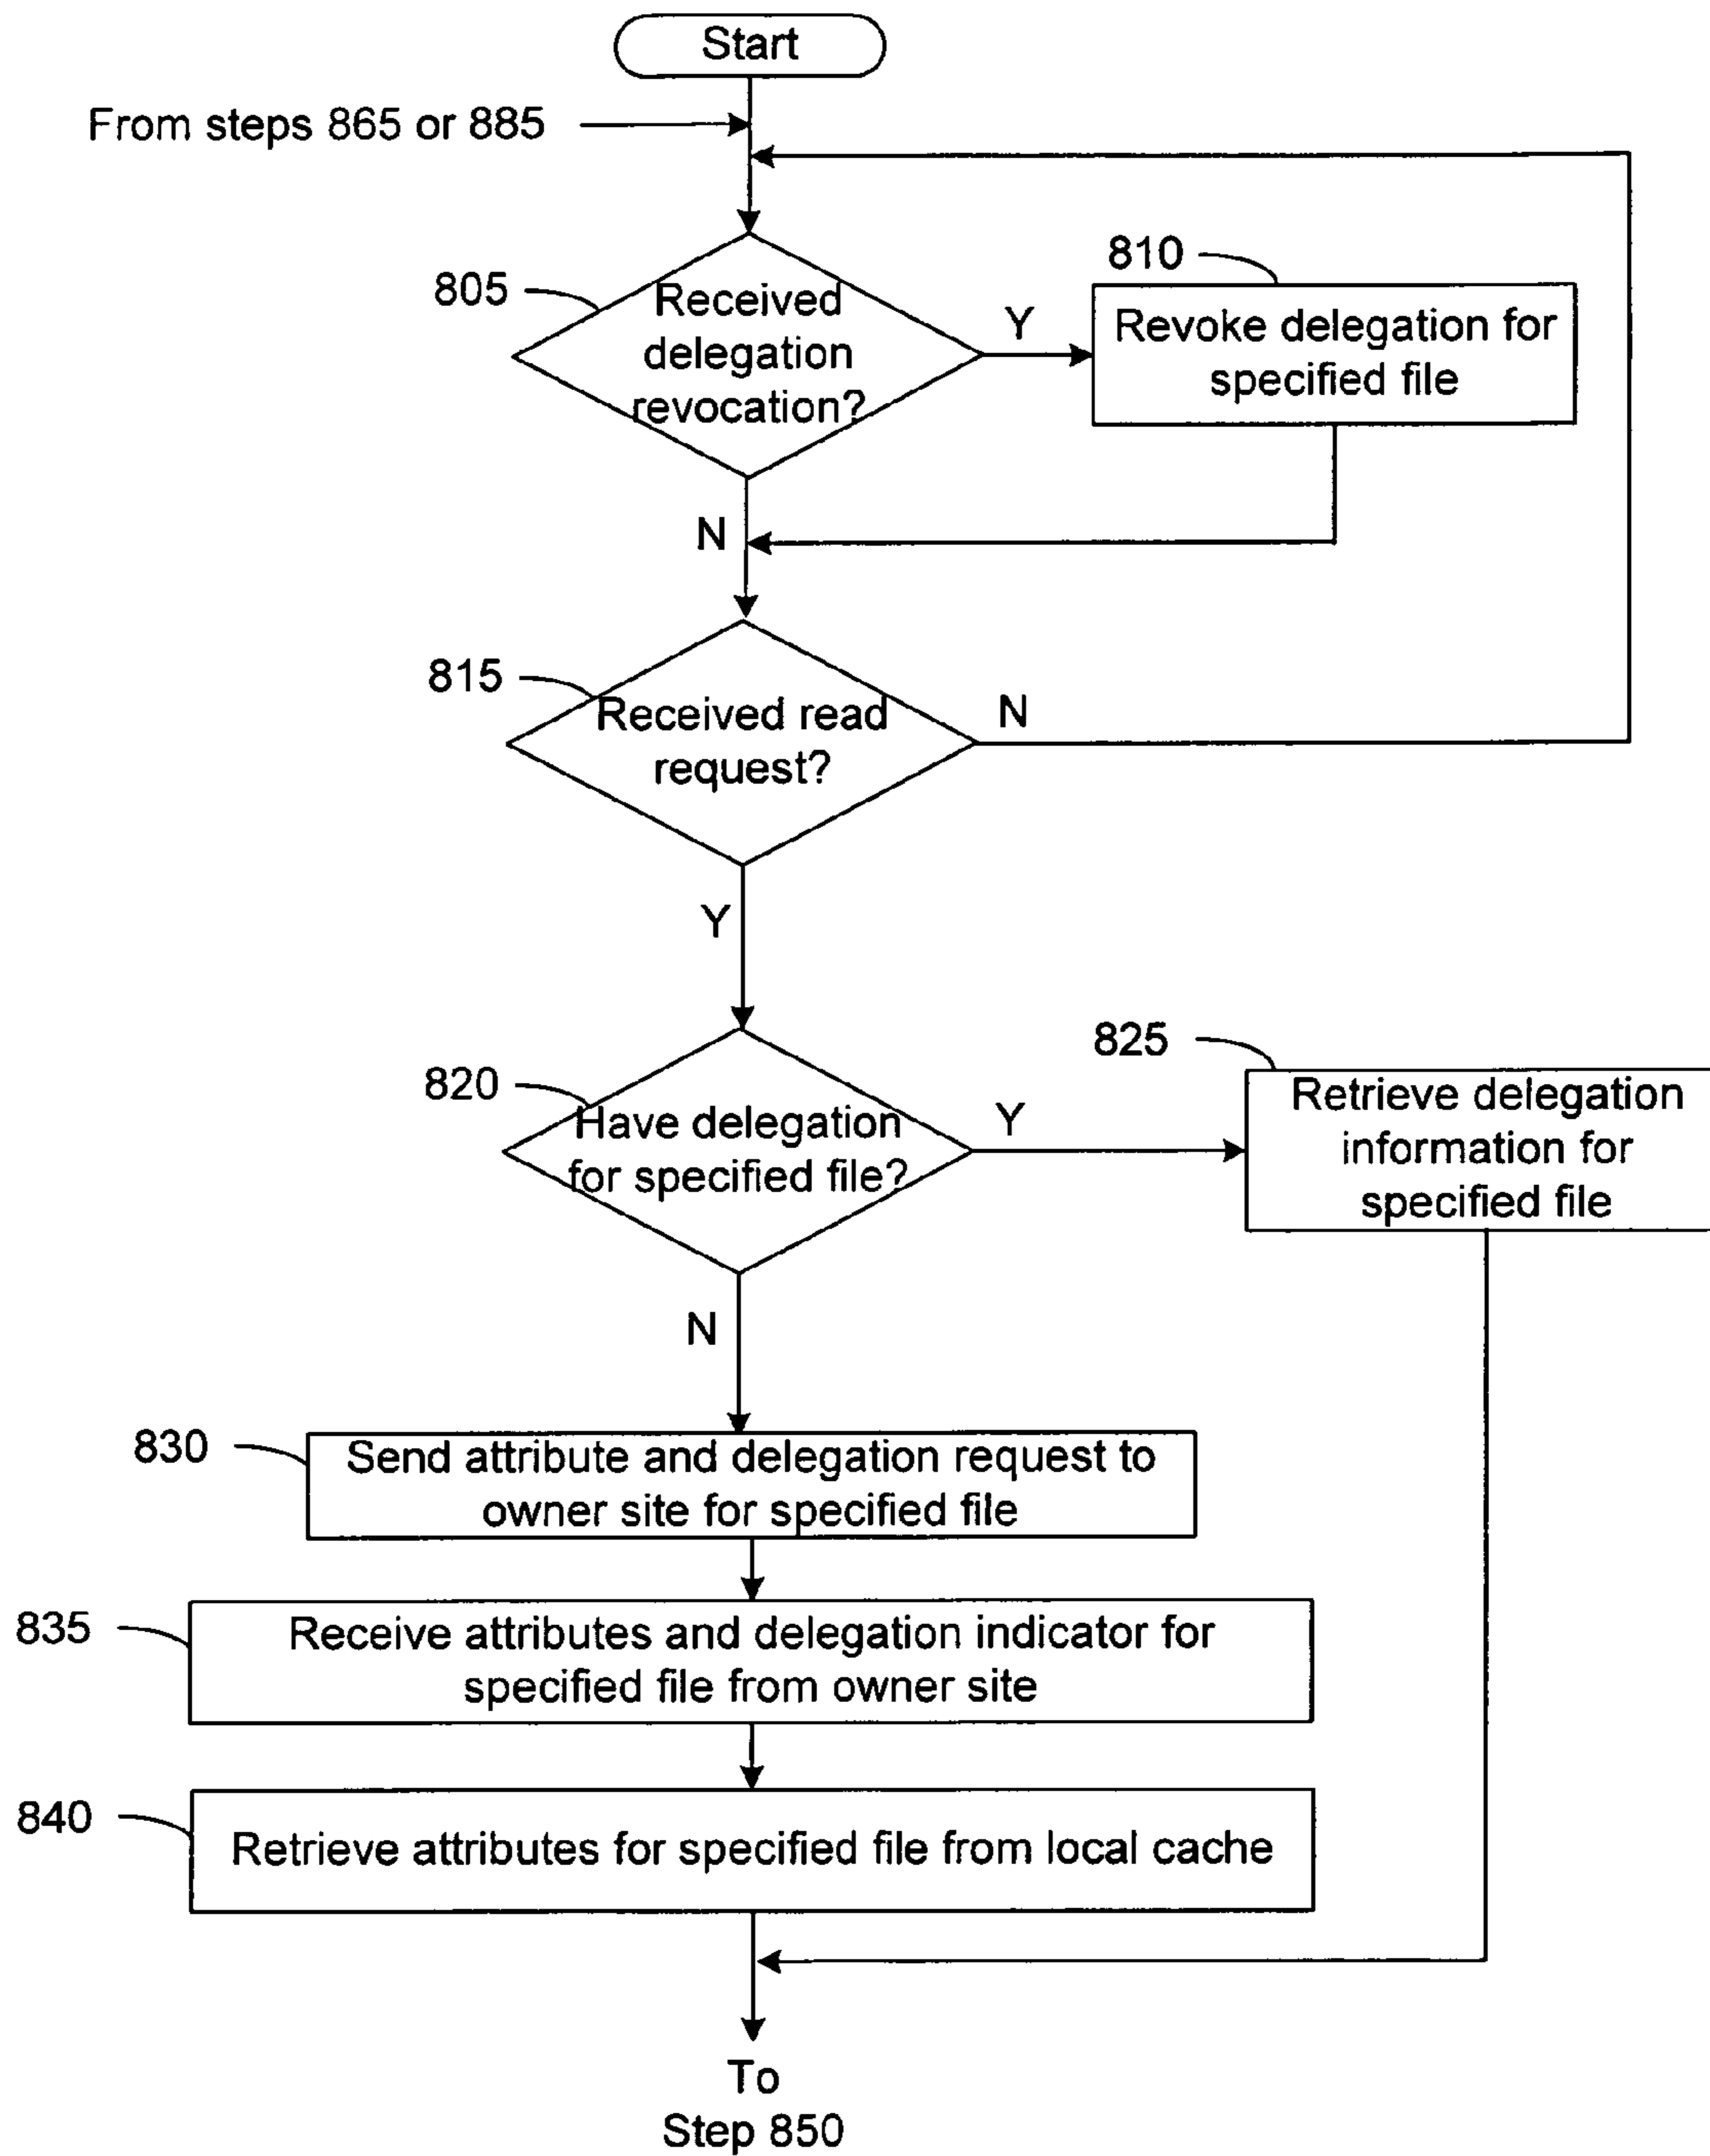 Start
From steps 865 or 885
810
805
Received
delegation
revocation?
Y
Revoke delegation for
specified file
N
815
Received read
request?
N
Y
825
820
Have delegation
for specified file?
Y
Retrieve delegation
information for
specified file
N
830
Send attribute and delegation request to
owner site for specified file
835
Receive attributes and delegation indicator for
specified file from owner site
840
Retrieve attributes for specified file from local cache
To
Step 850